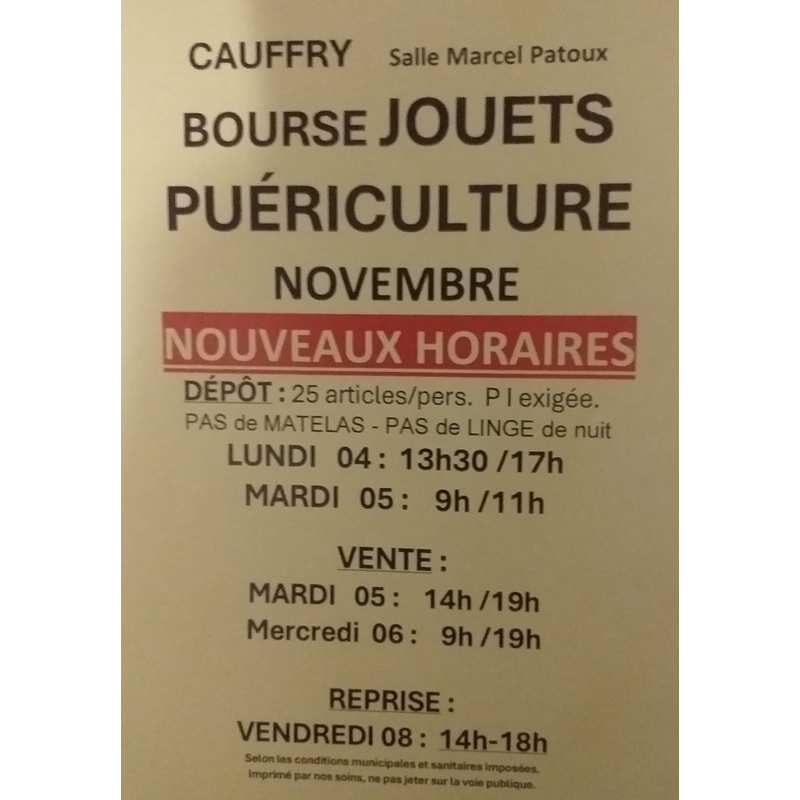 CAUFFRY Salle Marcel Patoux
BOURSE JOUETS
PUÉRICULTURE
NOVEMBRE
NOUVEAUX HORAIRES
DÉPÔT : 25 articles/pers. P I exigée.
PAS de MATELAS - PAS de LINGE de nuit
LUNDI 04 : 13h30 /17h
MARDI 05 : 9h /11h
VENTE :
MARDI 05 : 14h /19h
Mercredi 06 : 9h /19h
REPRISE :
VENDREDI 08 : 14h-18h
Selon les conditions municipales et sanitaires imposées.
Imprimé par nos soins, ne pas jeter sur la voie publique.